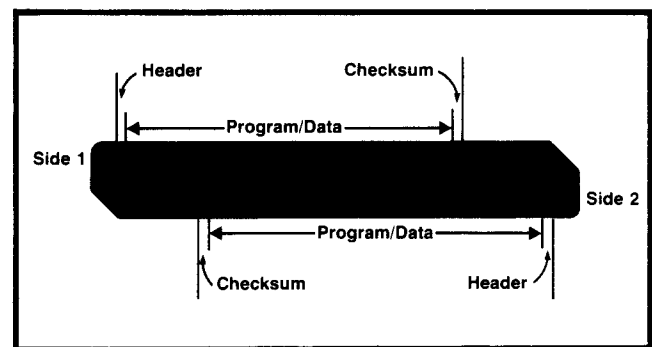 Header
Checksum
Program/Data
Side 1
Side 2
Program/Data
Checksum
Header